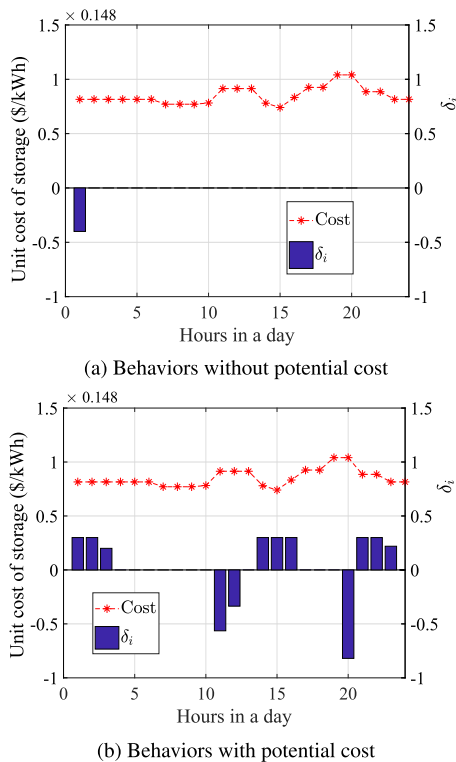 × 0.148
1.5
1
0.5
0
-0.5
-1
Unit cost of storage ($/kWh)
1.5
1
0.5
0
-0.5
-1
δi
Cost
δi
0 5 10 15 20
Hours in a day
(a) Behaviors without potential cost
× 0.148
1.5
1
0.5
0
-0.5
-1
Unit cost of storage ($/kWh)
1.5
1
0.5
0
-0.5
-1
δi
Cost
δi
0 5 10 15 20
Hours in a day
(b) Behaviors with potential cost